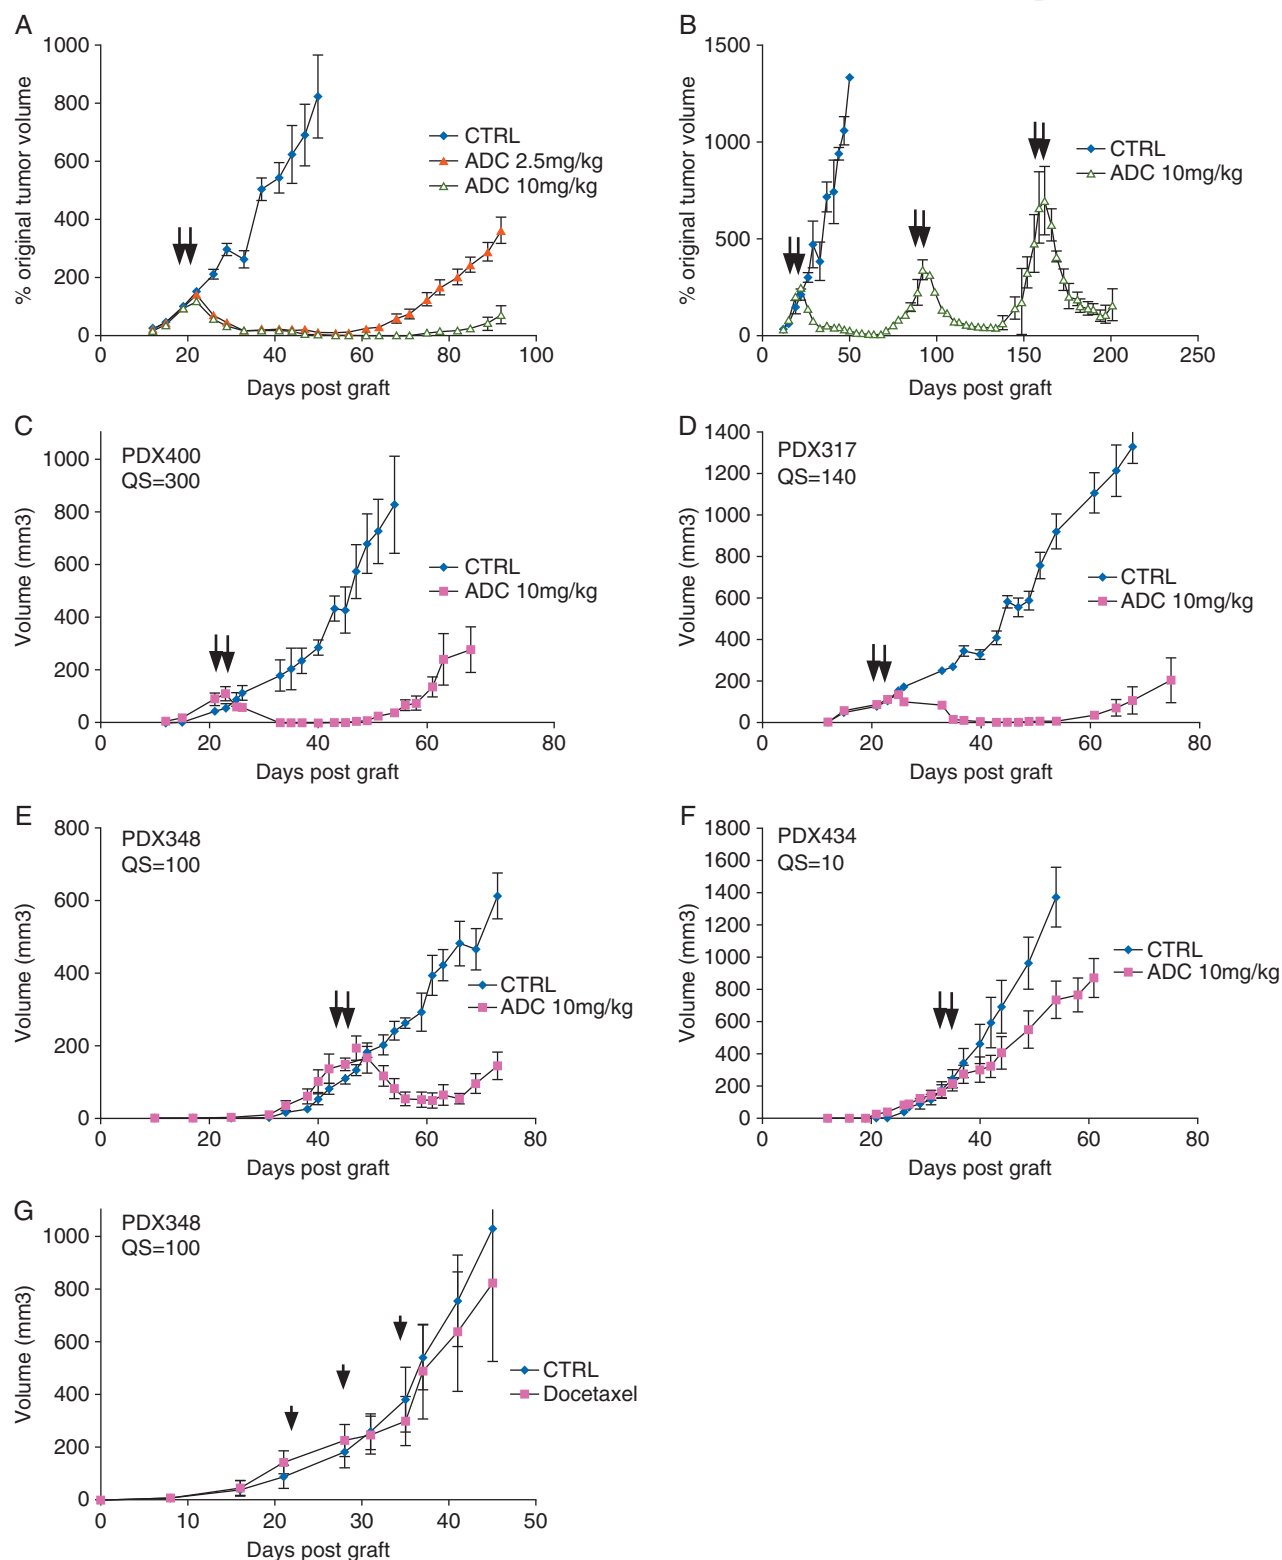 A
1000
800
600
400
200
0
0 20 40 60 80 100
% original tumor volume
Days post graft
CTRL
ADC 2.5mg/kg
ADC 10mg/kg
B
1500
1000
500
0
0 50 100 150 200 250
% original tumor volume
Days post graft
CTRL
ADC 10mg/kg
C
PDX400
QS=300
1000
800
600
400
200
0
0 20 40 60 80
Volume (mm3)
Days post graft
CTRL
ADC 10mg/kg
D
PDX317
QS=140
1400
1200
1000
800
600
400
200
0
0 20 40 60 80
Volume (mm3)
Days post graft
CTRL
ADC 10mg/kg
E
PDX348
QS=100
800
600
400
200
0
0 20 40 60 80
Volume (mm3)
Days post graft
CTRL
ADC 10mg/kg
F
PDX434
QS=10
1800
1600
1400
1200
1000
800
600
400
200
0
0 20 40 60 80
Volume (mm3)
Days post graft
CTRL
ADC 10mg/kg
G
PDX348
QS=100
1000
800
600
400
200
0
0 10 20 30 40 50
Volume (mm3)
Days post graft
CTRL
Docetaxel